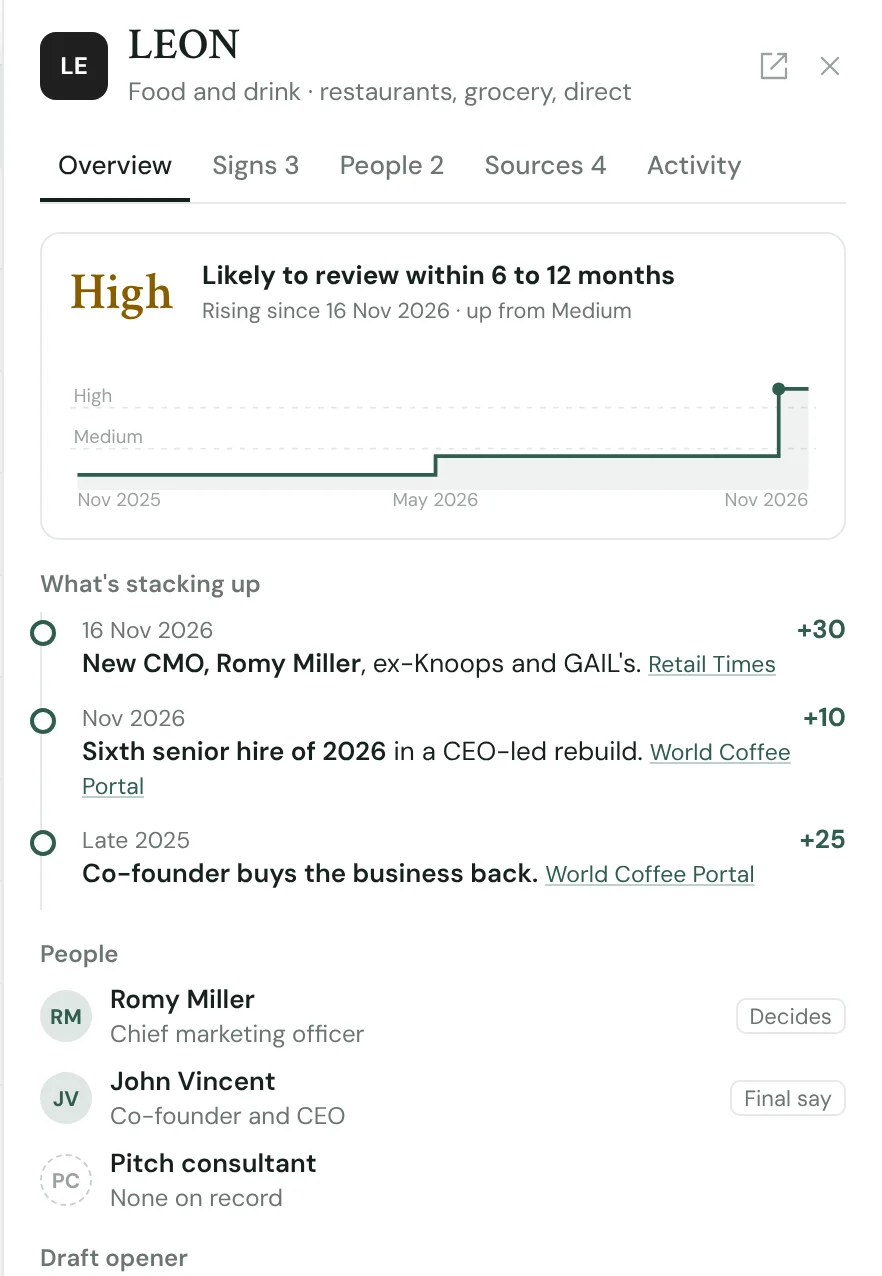 LE
LEON
Food and drink · restaurants, grocery, direct
Overview
Signs 3
People 2
Sources 4
Activity
High
Likely to review within 6 to 12 months
Rising since 16 Nov 2026 · up from Medium
High
Medium
Nov 2025
May 2026
Nov 2026
What's stacking up
16 Nov 2026
+30
New CMO, Romy Miller, ex-Knoops and GAIL's. Retail Times
Nov 2026
+10
Sixth senior hire of 2026 in a CEO-led rebuild. World Coffee
Portal
Late 2025
+25
Co-founder buys the business back. World Coffee Portal
People
RM
Romy Miller
Chief marketing officer
Decides
JV
John Vincent
Co-founder and CEO
Final say
PC
Pitch consultant
None on record
Draft opener